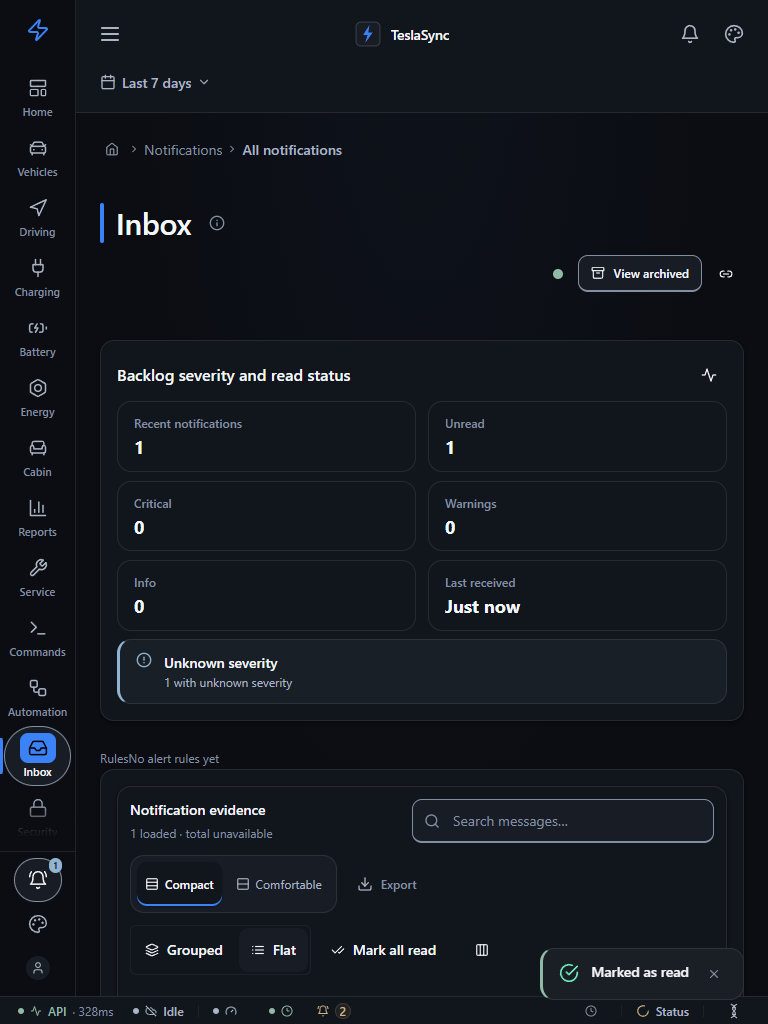 TeslaSync
Last 7 days
Home
Vehicles
Driving
Charging
Battery
Energy
Cabin
Reports
Service
Commands
Automation
Inbox
Security
1
Notifications
All notifications
Inbox
View archived
Backlog severity and read status
Recent notifications
1
Unread
1
Critical
0
Warnings
0
Info
0
Last received
Just now
Unknown severity
1 with unknown severity
RulesNo alert rules yet
Notification evidence
1 loaded · total unavailable
Search messages...
Compact
Comfortable
Export
Grouped
Flat
Mark all read
Marked as read
API · 328ms
Idle
2
Status